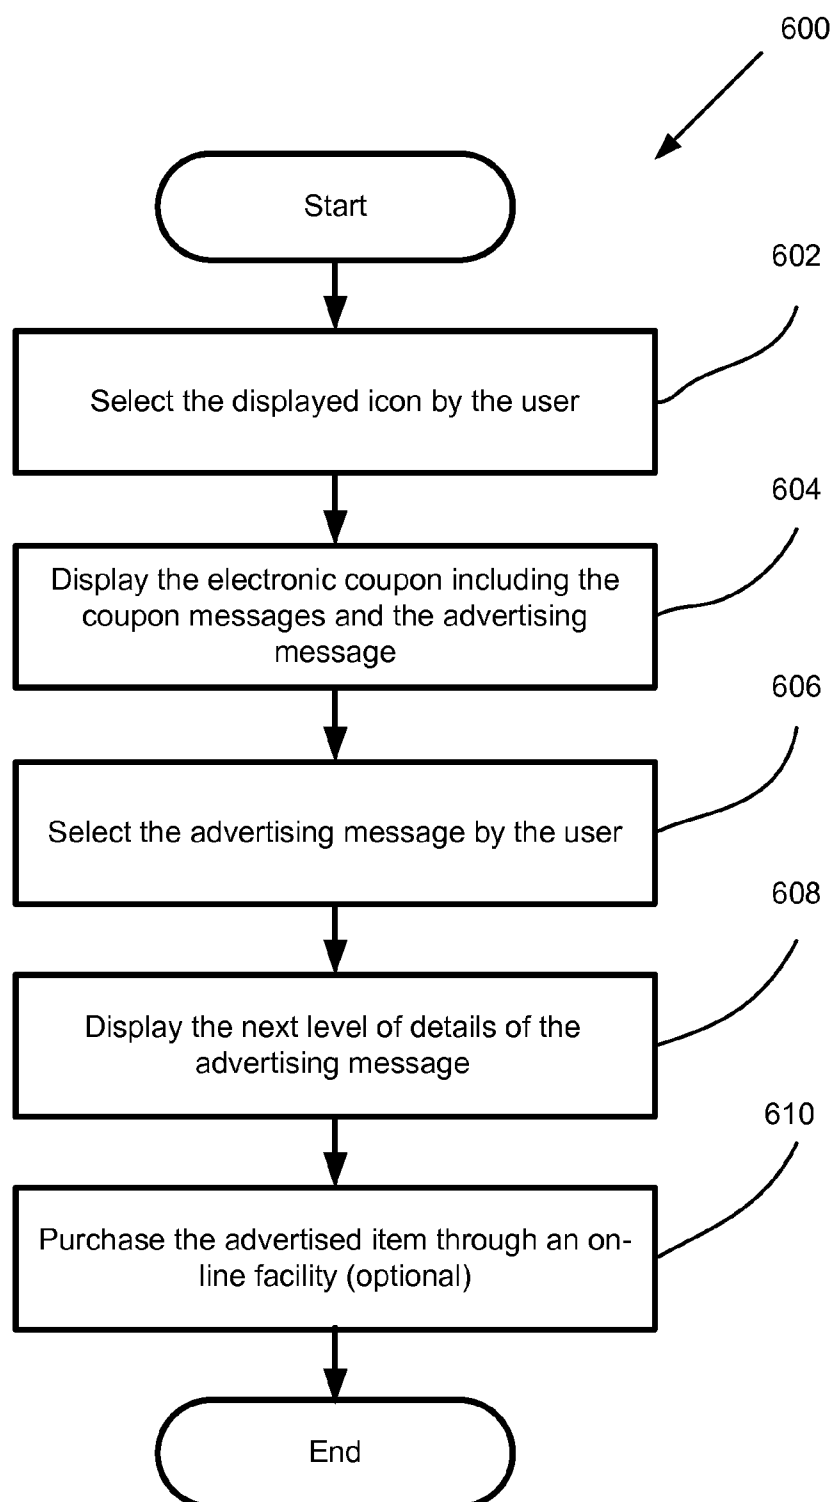 600
Start
602
Select the displayed icon by the user
604
Display the electronic coupon including the
coupon messages and the advertising
message
606
Select the advertising message by the user
608
Display the next level of details of the
advertising message
610
Purchase the advertised item through an on-
line facility (optional)
End